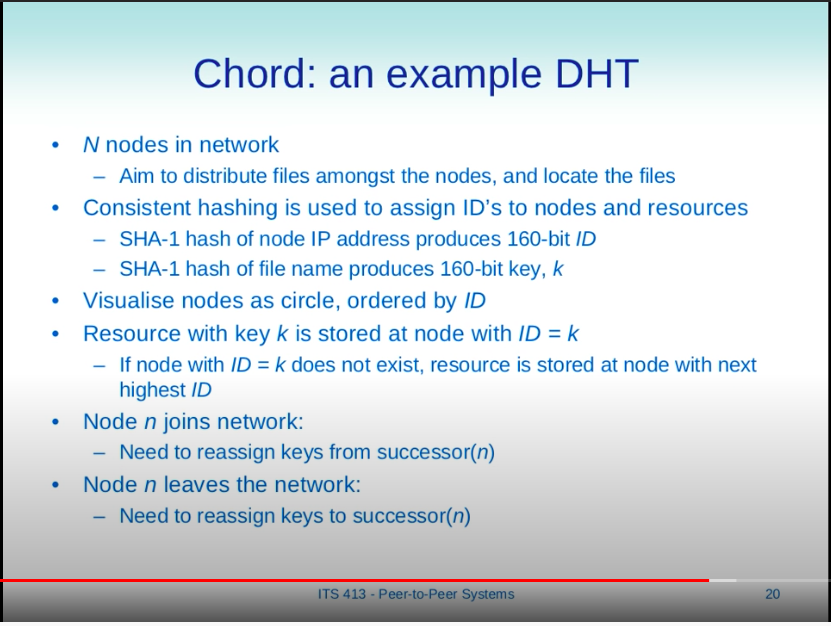 Chord: an example DHT
• N nodes in network
– Aim to distribute files amongst the nodes, and locate the files
• Consistent hashing is used to assign ID’s to nodes and resources
– SHA-1 hash of node IP address produces 160-bit ID
– SHA-1 hash of file name produces 160-bit key, k
• Visualise nodes as circle, ordered by ID
• Resource with key k is stored at node with ID = k
– If node with ID = k does not exist, resource is stored at node with next
highest ID
• Node n joins network:
– Need to reassign keys from successor(n)
• Node n leaves the network:
– Need to reassign keys to successor(n)
ITS 413 - Peer-to-Peer Systems
20